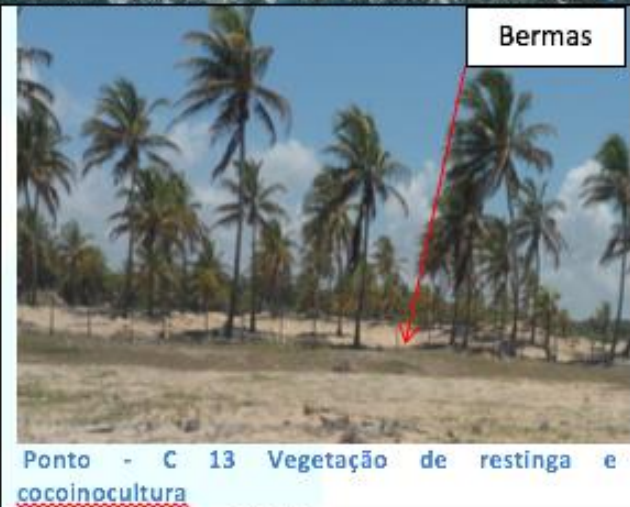 Bermas
Ponto - C 13 Vegetação de restinga e
cocoinocultura